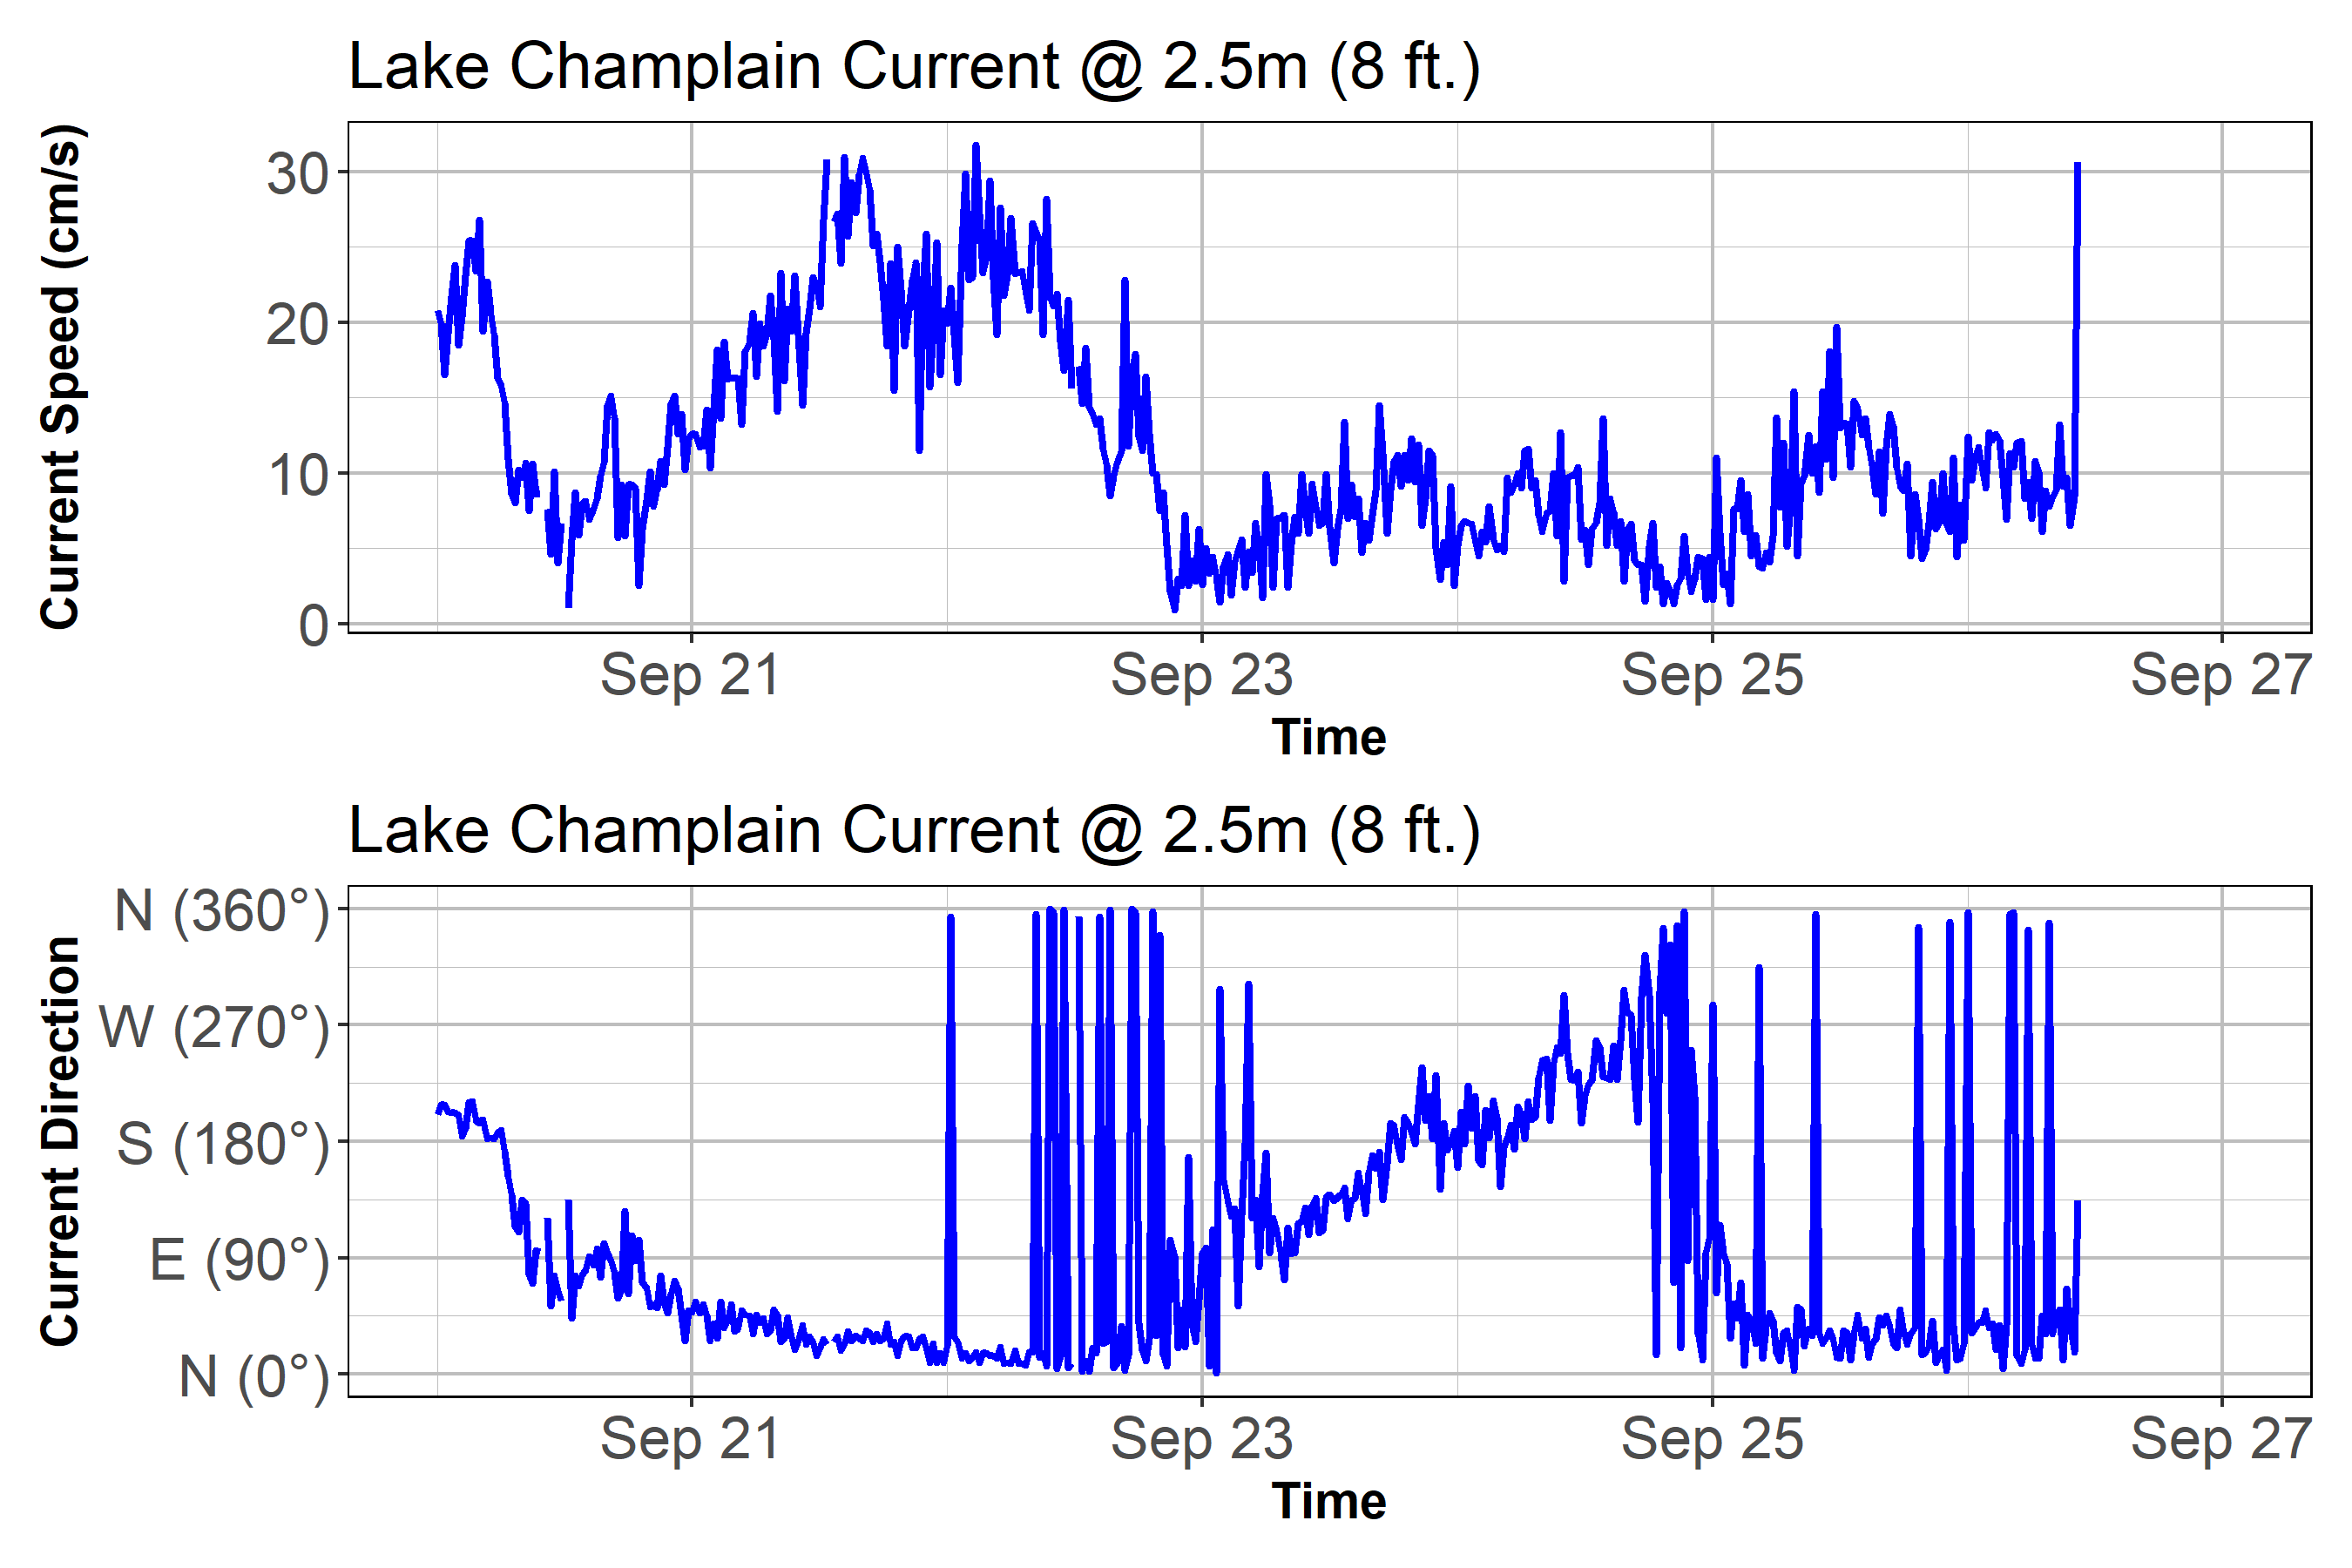 Lake Champlain Current @ 2.5m (8 ft.)
Current Speed (cm/s)
30
20
10
0
Sep 21 Sep 23 Sep 25 Sep 27
Time
Lake Champlain Current @ 2.5m (8 ft.)
Current Direction
N (360°)
W (270°)
S (180°)
E (90°)
N (0°)
Sep 21 Sep 23 Sep 25 Sep 27
Time